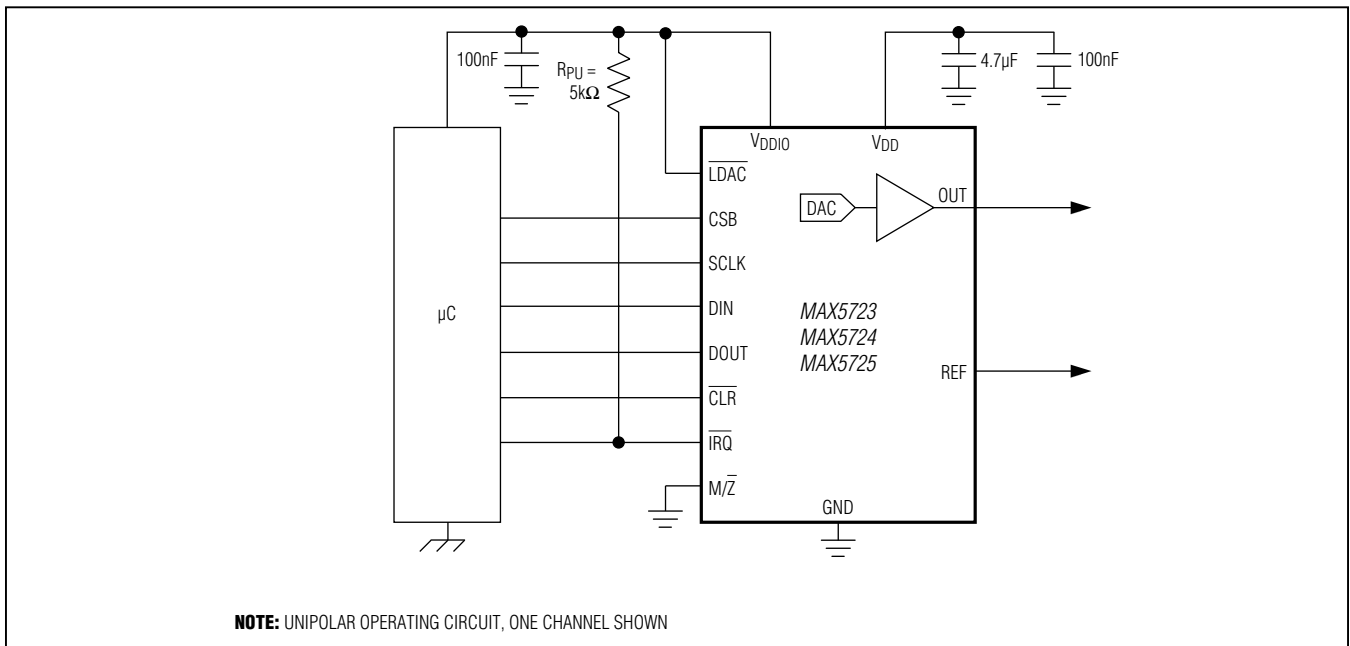 100nF
RPU =
5kΩ
4.7µF
100nF
VDDIO
VDD
LDAC
CSB
SCLK
DIN
DOUT
CLR
IRQ
M/Z
µC
DAC
OUT
MAX5723
MAX5724
MAX5725
REF
GND
NOTE: UNIPOLAR OPERATING CIRCUIT, ONE CHANNEL SHOWN